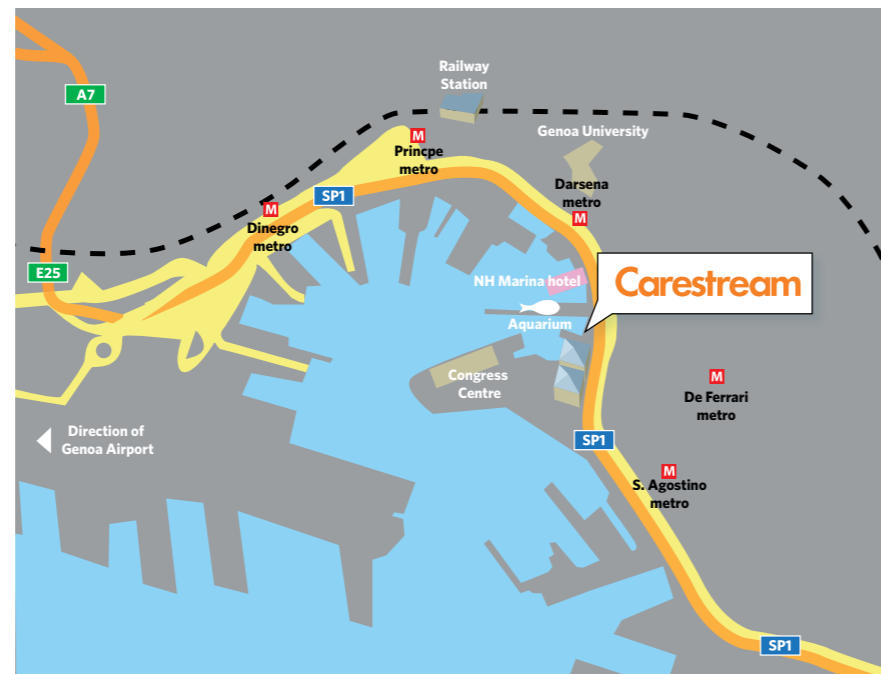 Railway
Station
A7
M
Princpe
metro
Genoa University
Darsena
metro
M
SP1
M
Dinegro
metro
E25
NH Marina hotel
Carestream
Aquarium
Congress
Centre
M
De Ferrari
metro
Direction of
Genoa Airport
SP1
M
S. Agostino
metro
SP1